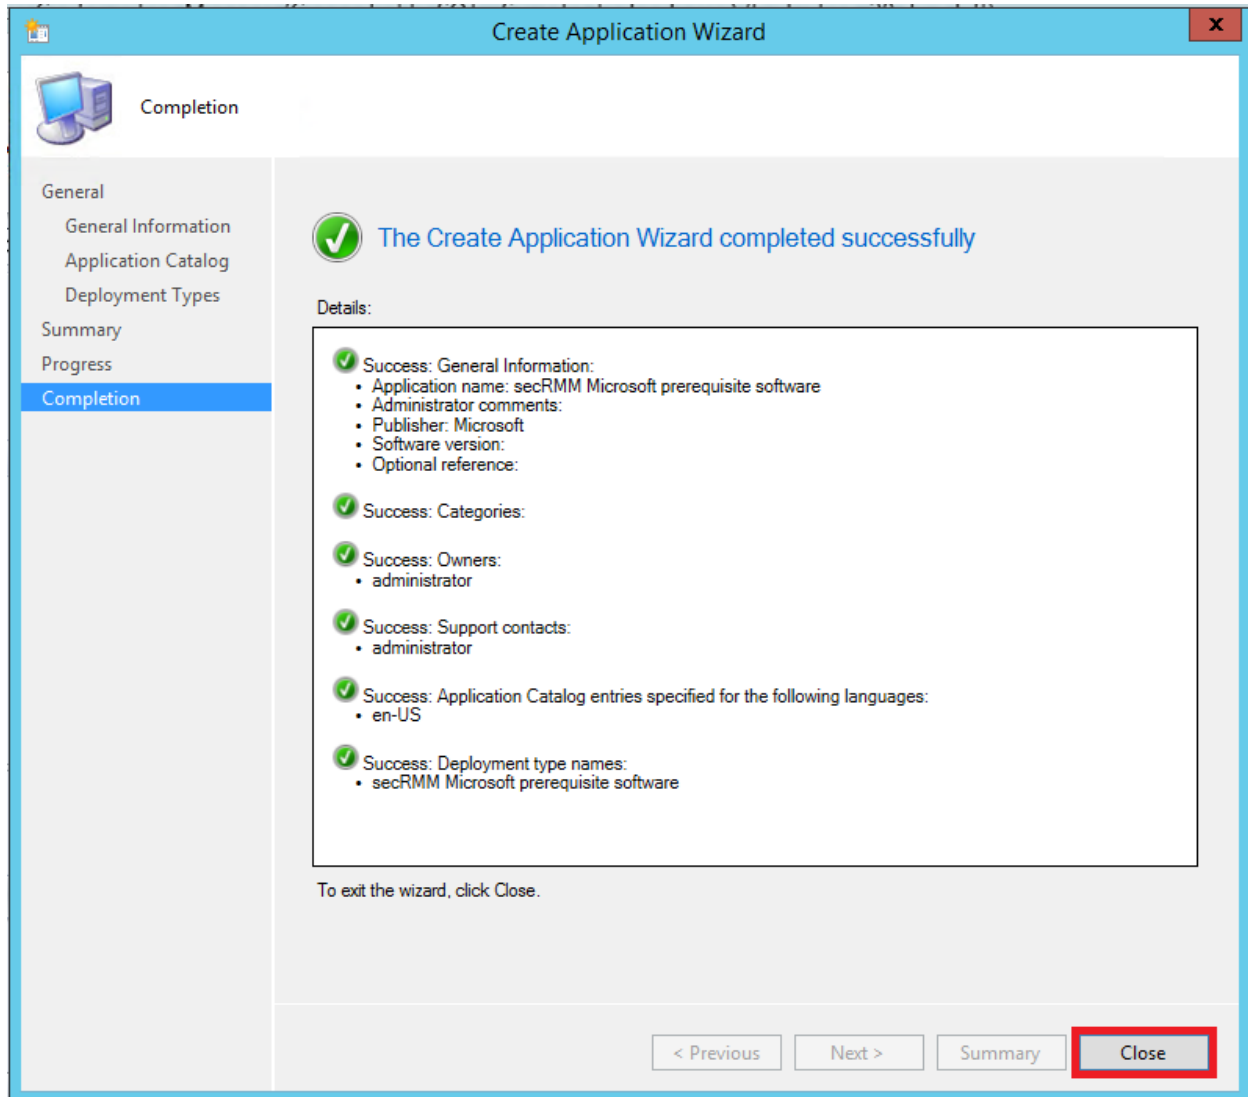 Create Application Wizard
x
Completion
General
General Information
Application Catalog
Deployment Types
Summary
Progress
Completion
The Create Application Wizard completed successfully
Details:
Success: General Information:
• Application name: secRMM Microsoft prerequisite software
• Administrator comments:
• Publisher: Microsoft
• Software version:
• Optional reference:
Success: Categories:
Success: Owners:
• administrator
Success: Support contacts:
• administrator
Success: Application Catalog entries specified for the following languages:
• en-US
Success: Deployment type names:
• secRMM Microsoft prerequisite software
To exit the wizard, click Close.
< Previous
Next >
Summary
Close